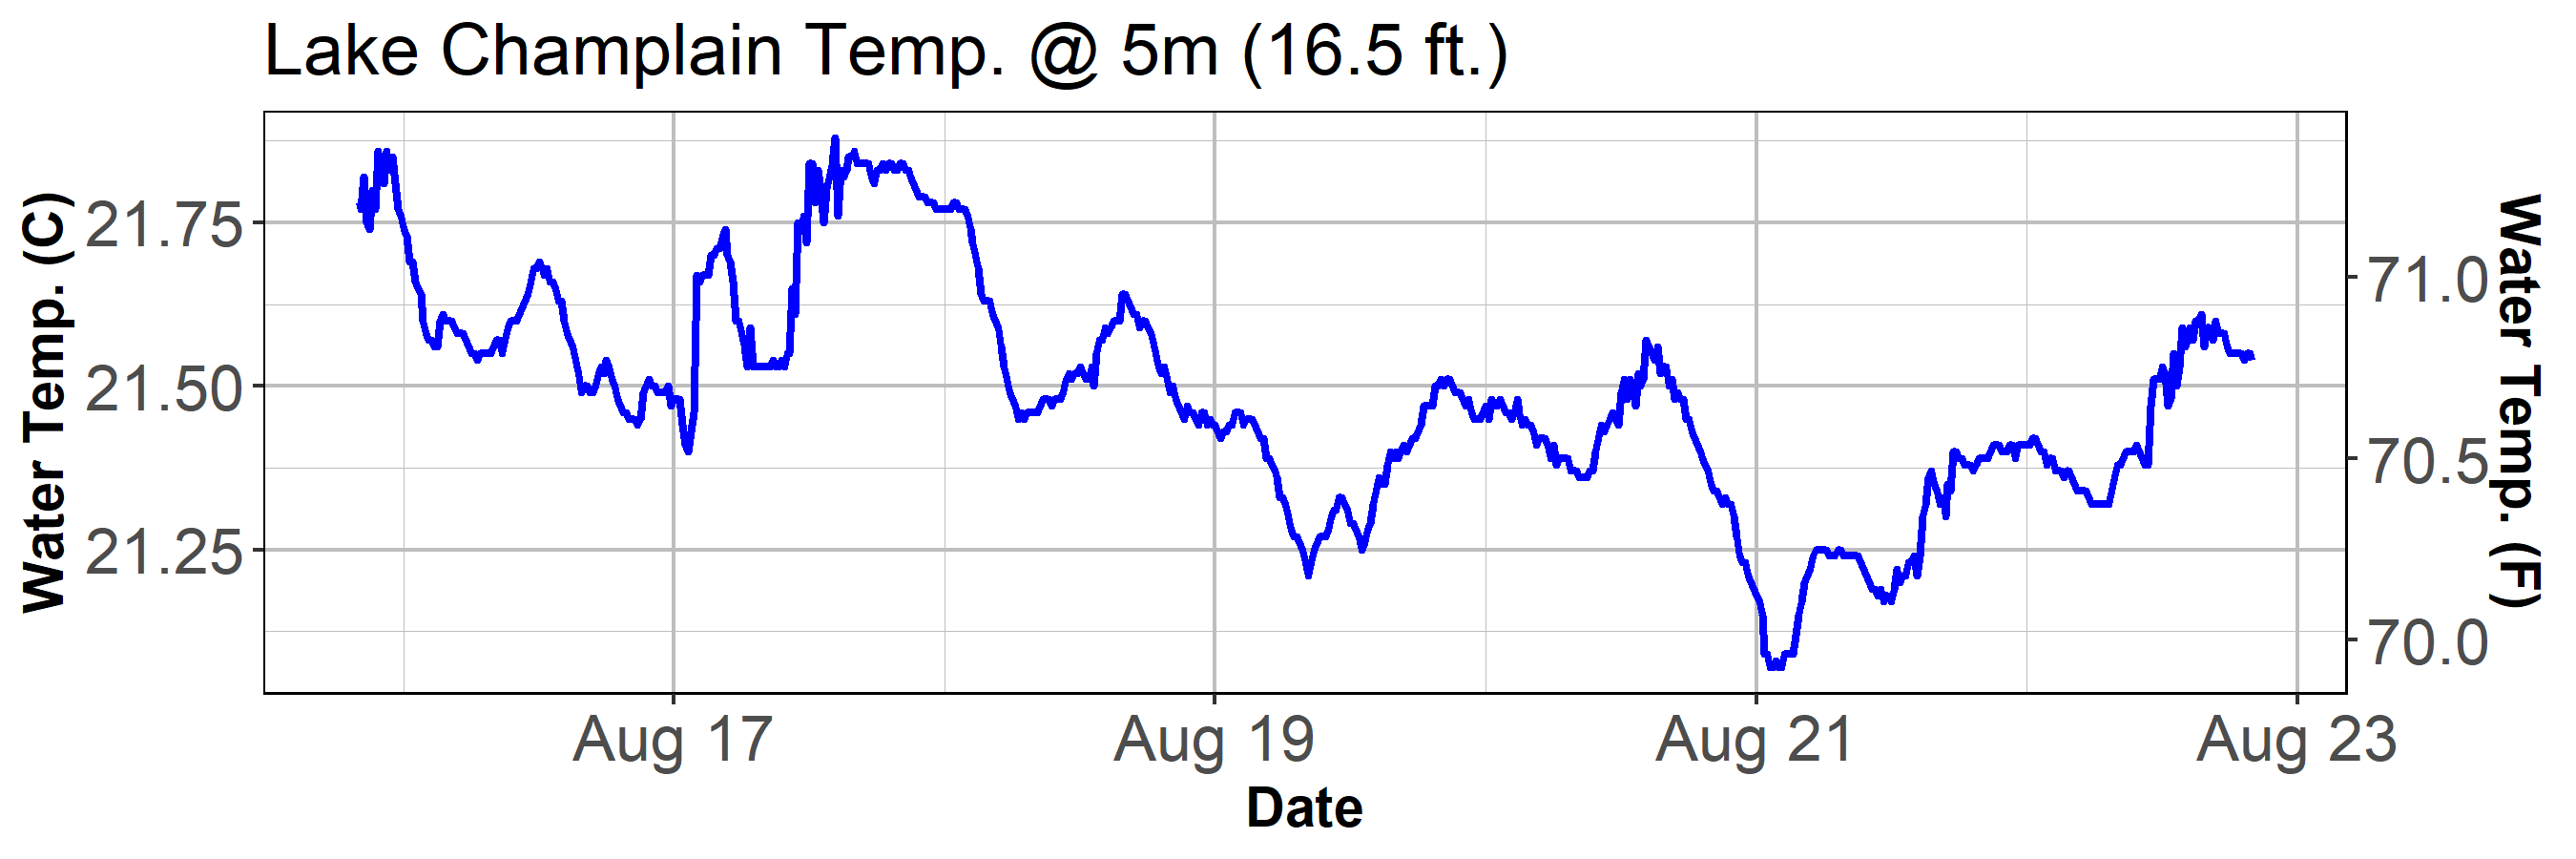 Lake Champlain Temp. @ 5m (16.5 ft.)
Water Temp. (C)
21.75
21.50
21.25
71.0
70.5
70.0
Water Temp. (F)
Aug 17 Aug 19 Aug 21 Aug 23
Date